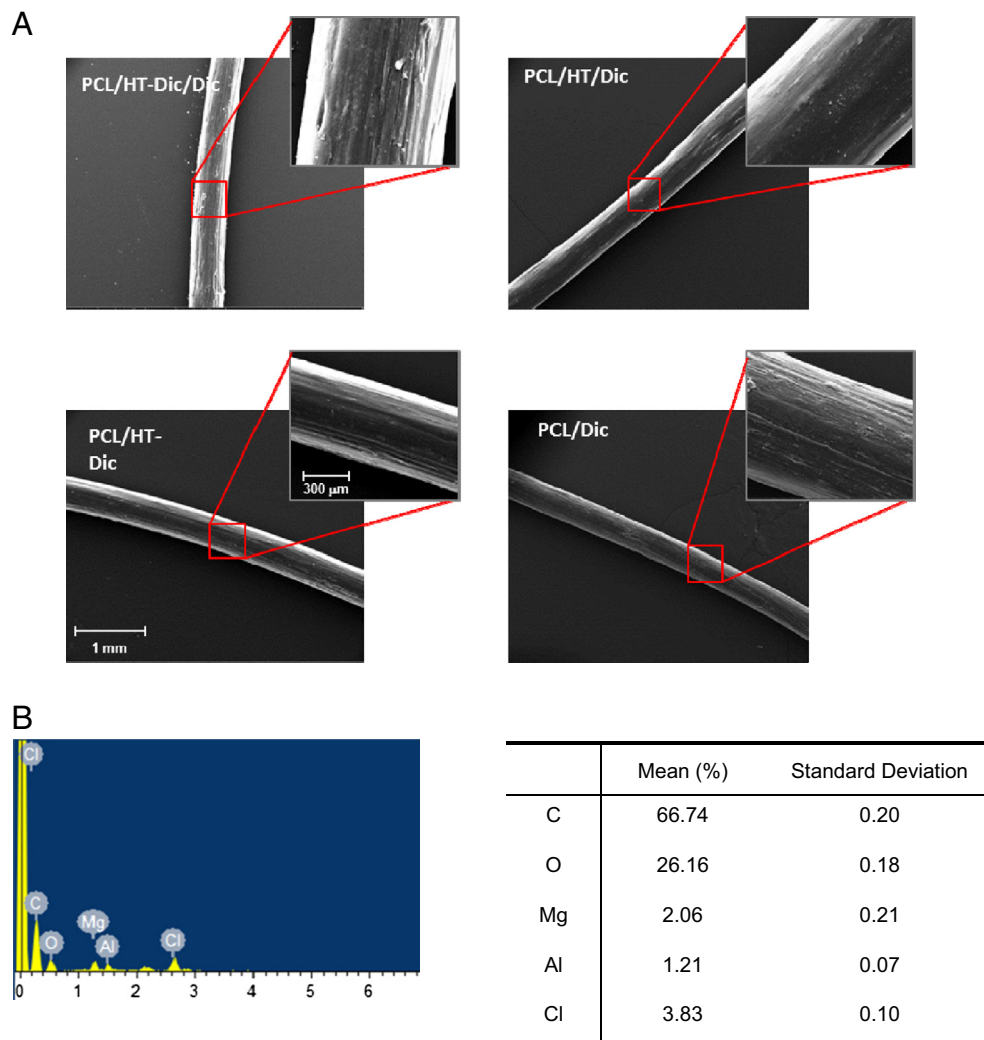 A
PCL/HT-Dic/Dic
PCL/HT/Dic
PCL/HT-
Dic
300 µm
1 mm
PCL/Dic
B
Cl
C
O
Mg
Al
Cl
0 1 2 3 4 5 6
Mean (%) Standard Deviation
C 66.74 0.20
O 26.16 0.18
Mg 2.06 0.21
Al 1.21 0.07
Cl 3.83 0.10